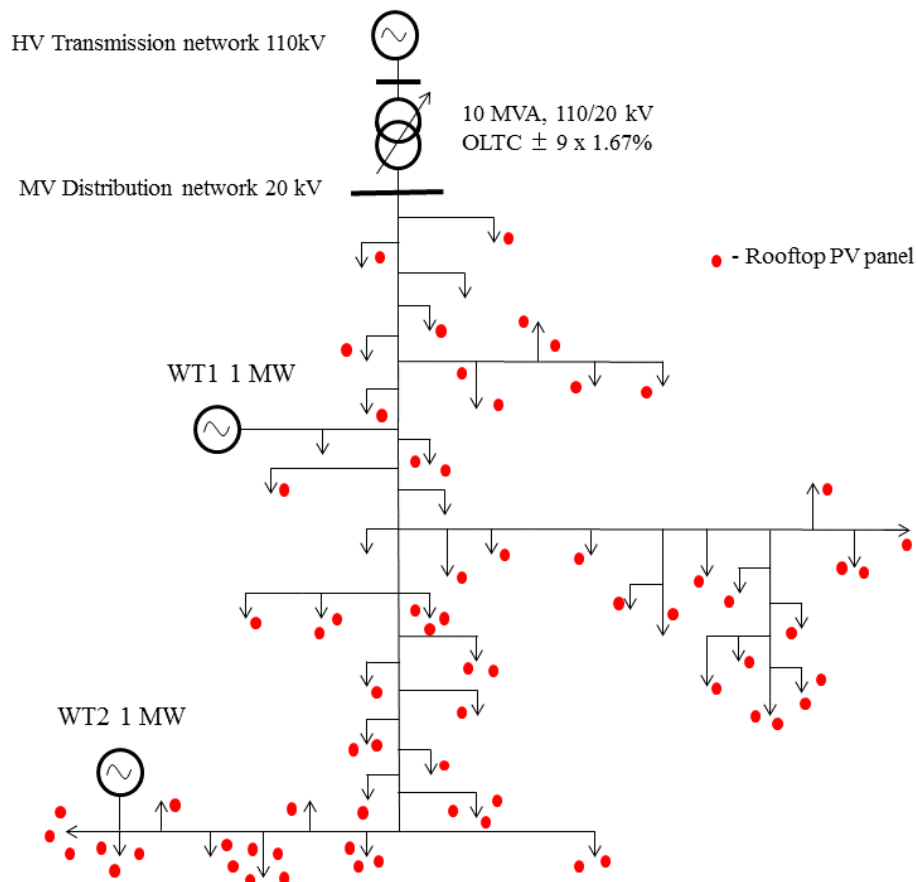 HV Transmission network 110kV
10 MVA, 110/20 kV
OLTC ± 9 x 1.67%
MV Distribution network 20 kV
- Rooftop PV panel
WT1 1 MW
WT2 1 MW